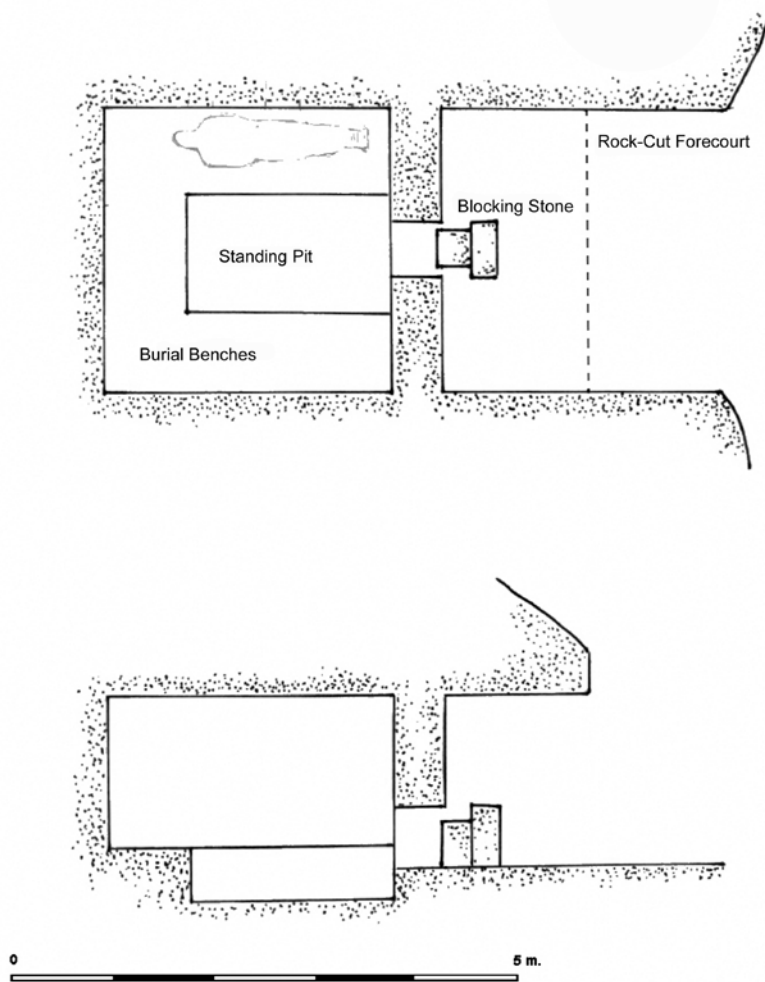 Rock-Cut Forecourt
Blocking Stone
Standing Pit
Burial Benches
0 5 m.